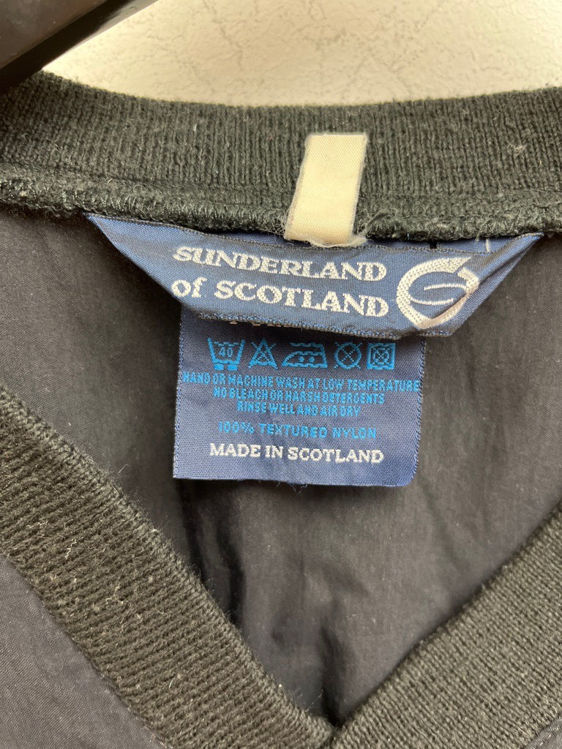 SUNDERLAND
of SCOTLAND
40
HAND OR MACHINE WASH AT LOW TEMPERATURE
NO BLEACH OR HARSH DETERGENTS
RINSE WELL AND AIR DRY
100% TEXTURED NYLON
MADE IN SCOTLAND